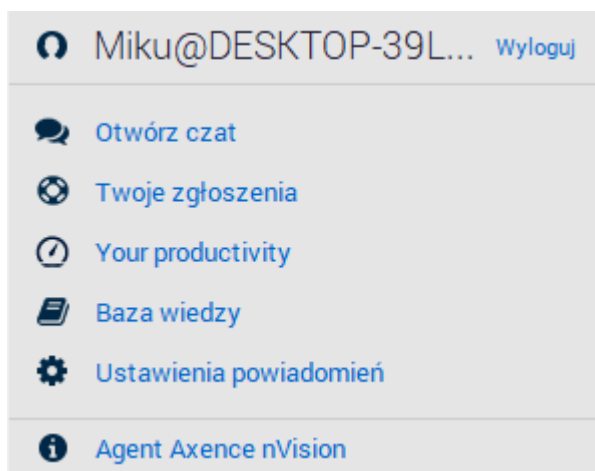 Miku@DESKTOP-39L... Wyloguj
Otwórz czat
Twoje zgłoszenia
Your productivity
Baza wiedzy
Ustawienia powiadomień
Agent Axence nVision